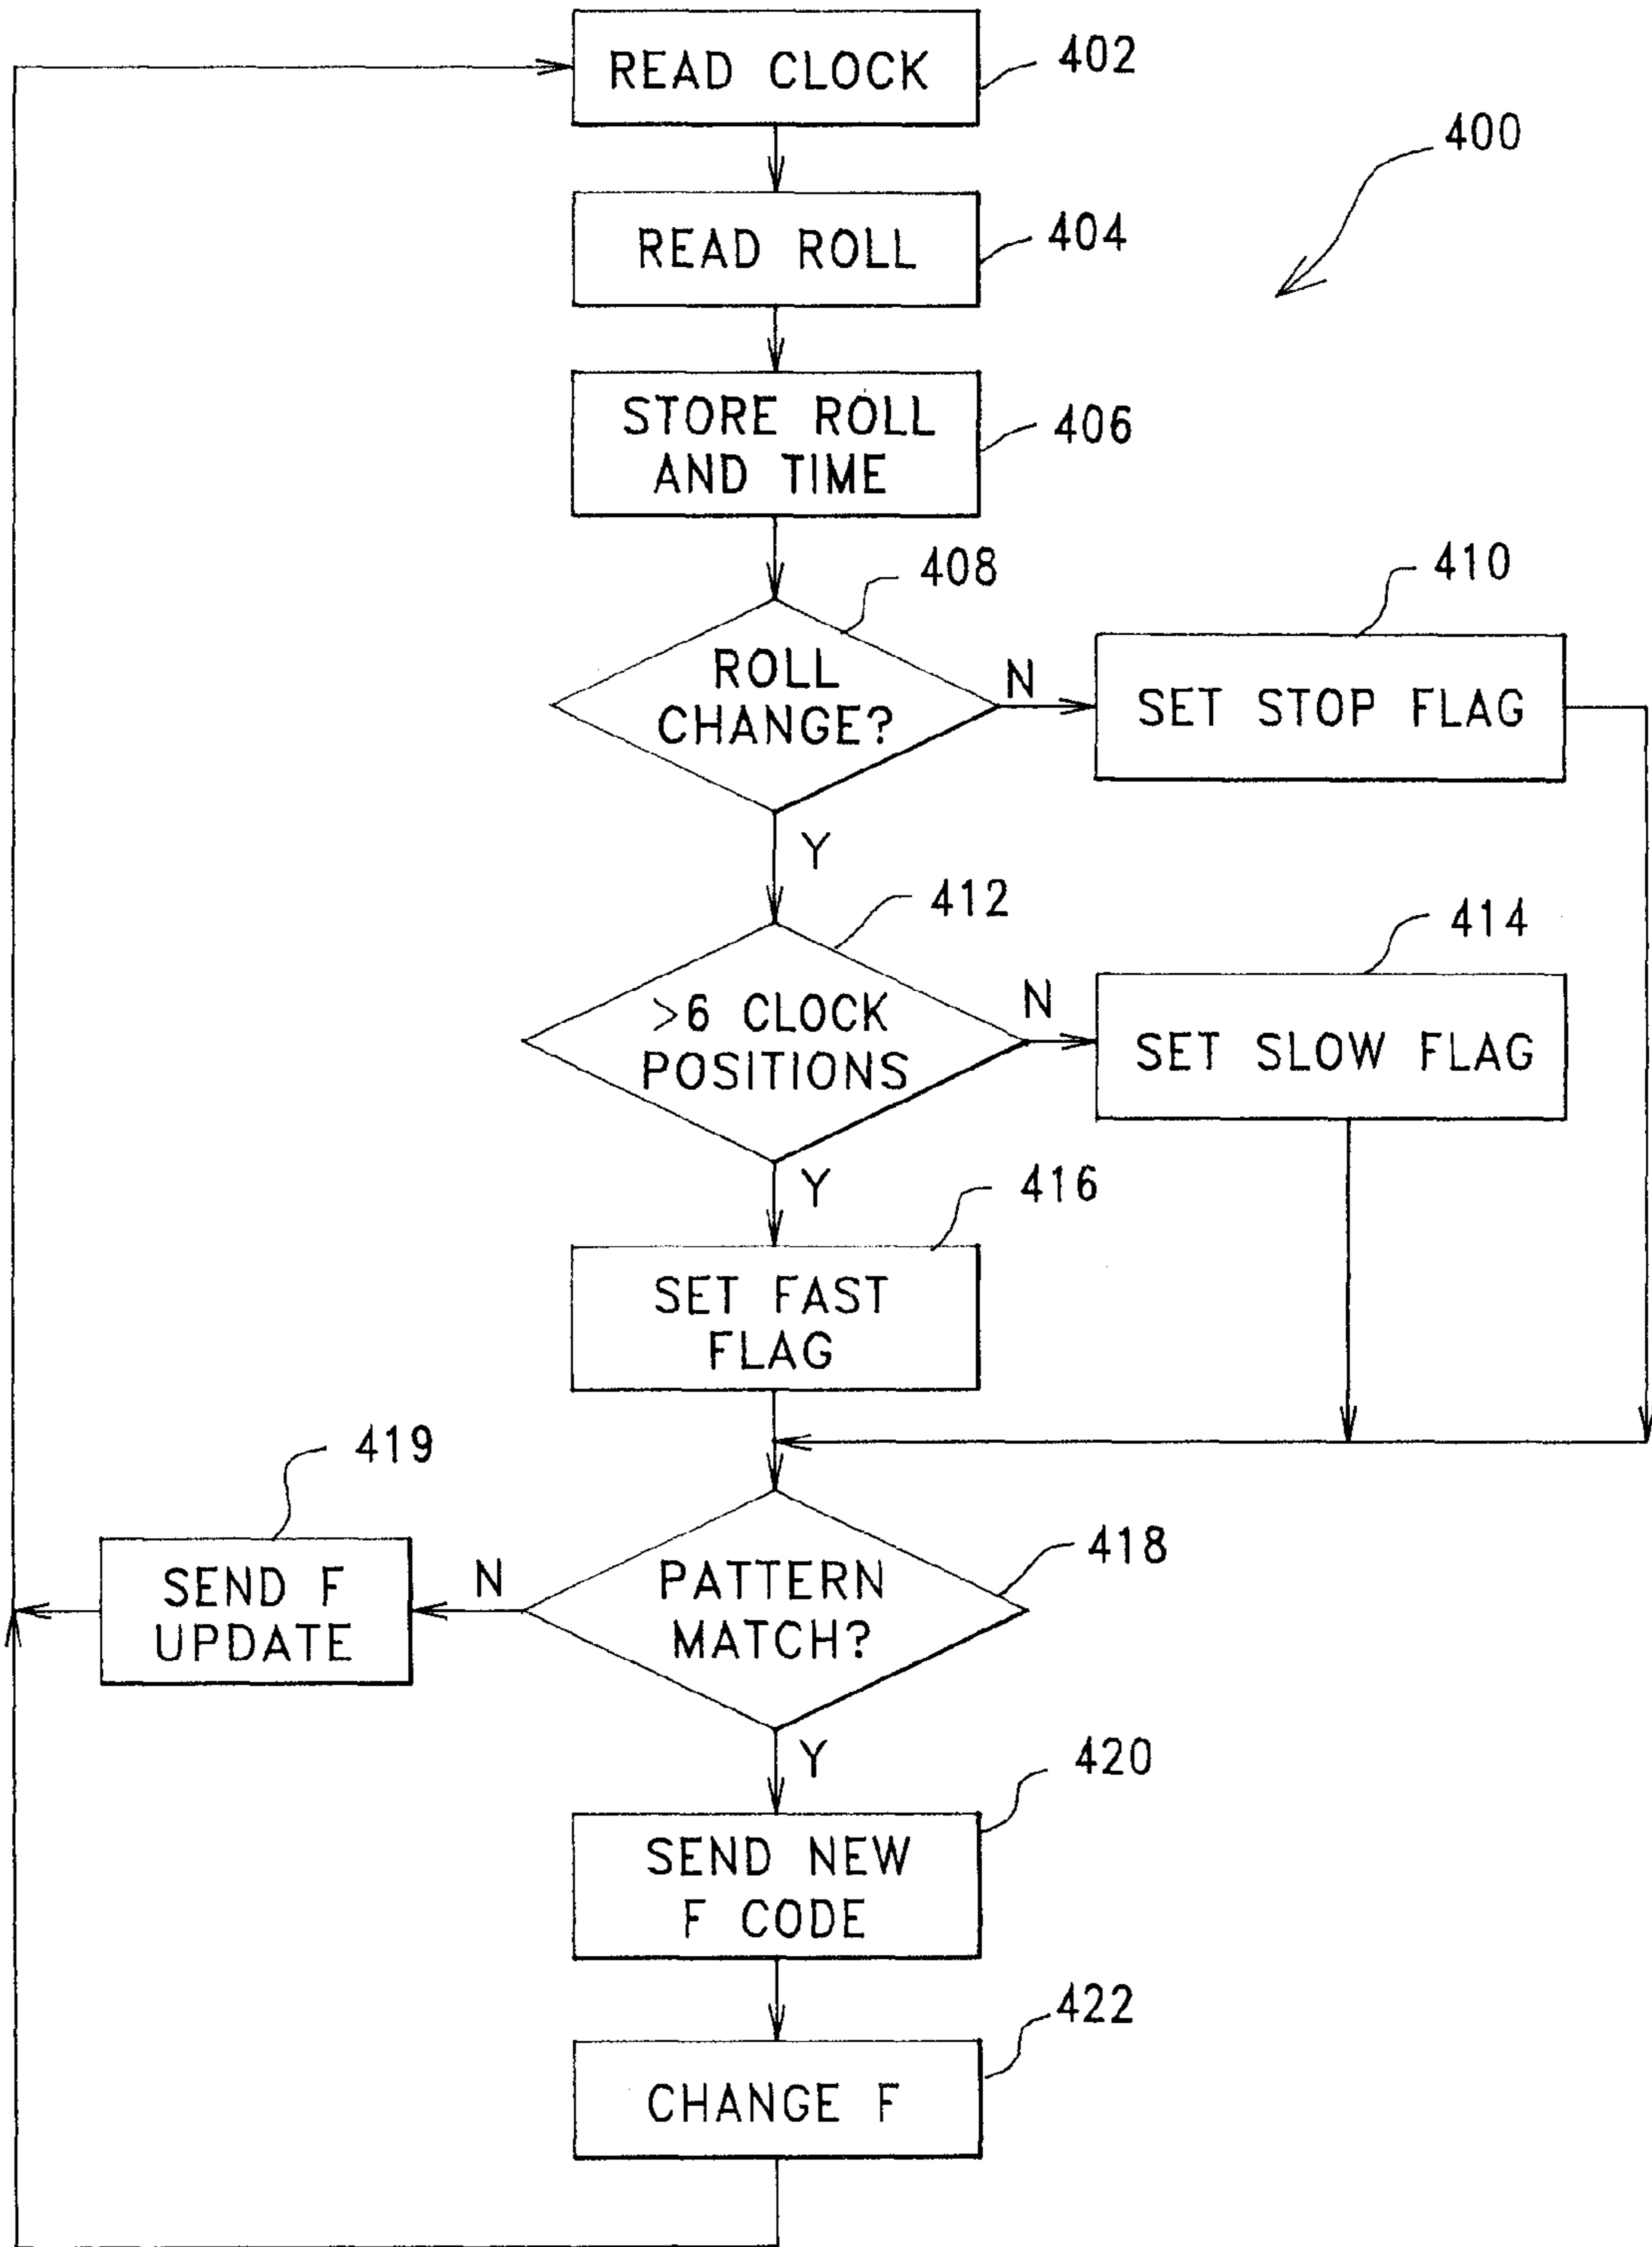 READ CLOCK
402
400
READ ROLL
404
STORE ROLL
AND TIME
406
408
ROLL
CHANGE?
N
410
SET STOP FLAG
Y
412
>6 CLOCK
POSITIONS
N
414
SET SLOW FLAG
Y
416
SET FAST
FLAG
419
SEND F
UPDATE
N
PATTERN
MATCH?
418
Y
420
SEND NEW
F CODE
422
CHANGE F